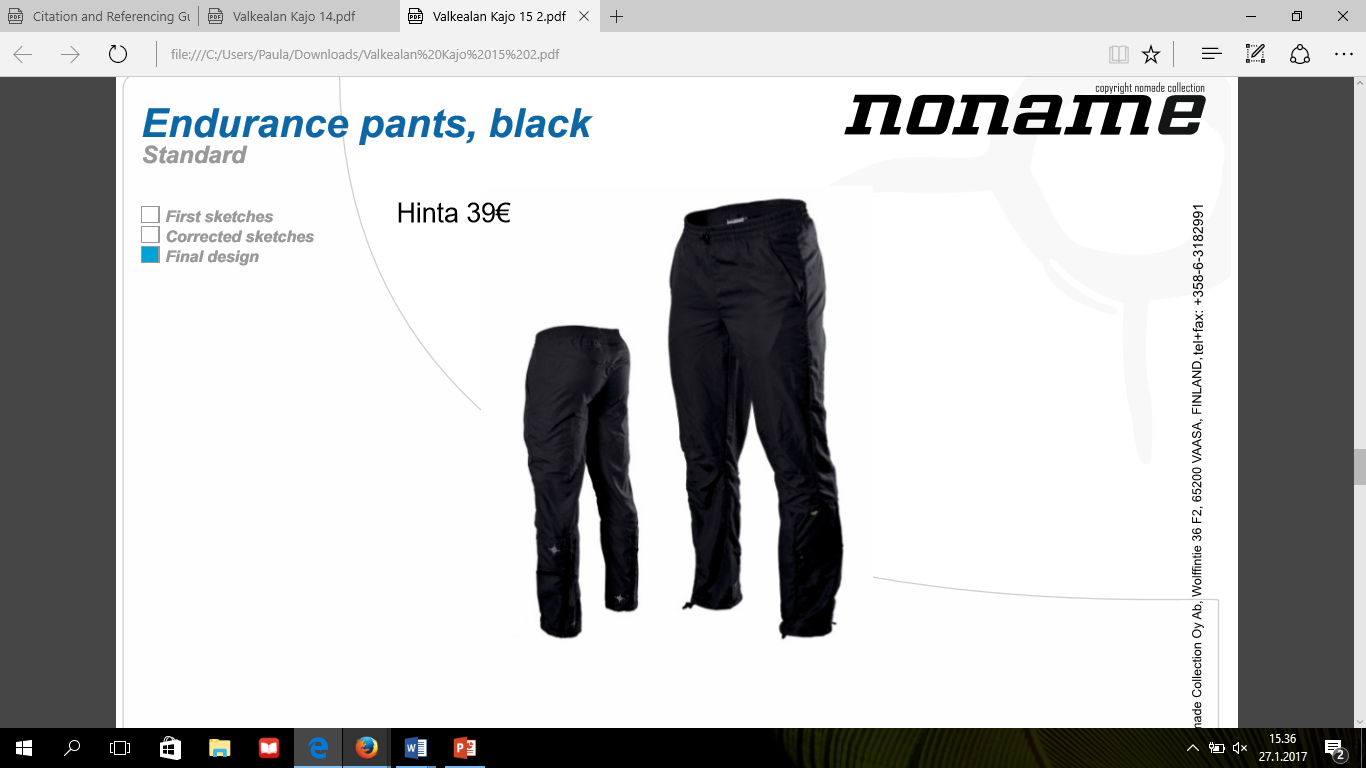 Citation and Referencing Gu
Valkealan Kajo 14.pdf
Valkealan Kajo 15 2.pdf
file:///C:/Users/Paula/Downloads/Valkealan%20Kajo%2015%202.pdf
copyright nomade collection
noname
Endurance pants, black
Standard
First sketches
Corrected sketches
Final design
Hinta 39€
made Collection Oy Ab, Wolffintie 36 F2, 65200 VAASA, FINLAND, tel+fax: +358-6-3182991
15.36
27.1.2017
2